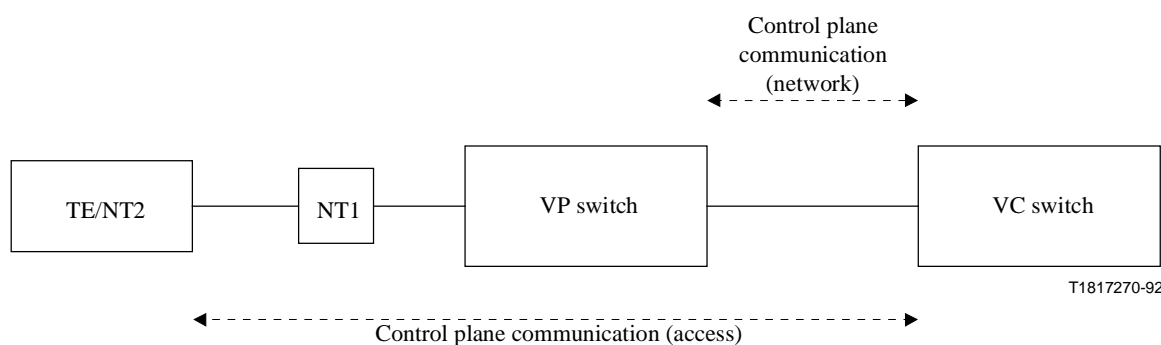 Control plane
communication
(network)
TE/NT2
NT1
VP switch
VC switch
T1817270-92
Control plane communication (access)